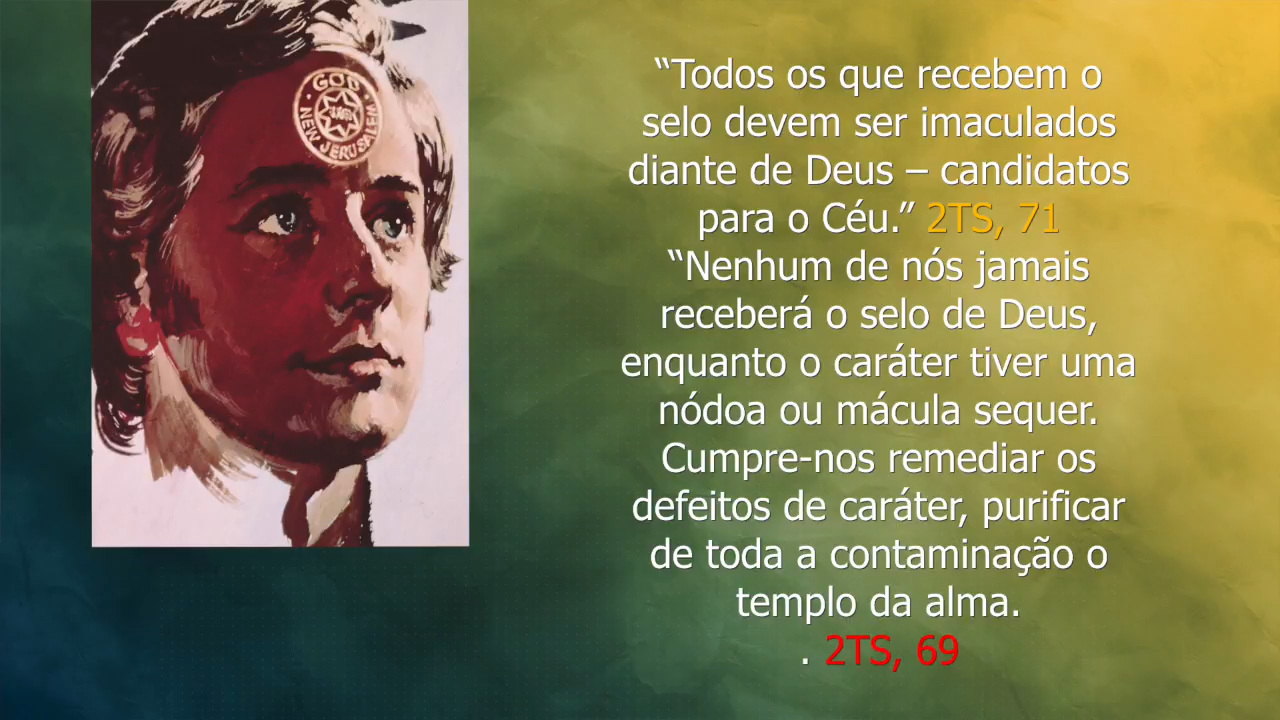 GOD
NEW JERUSALEM
“Todos os que recebem o
selo devem ser imaculados
diante de Deus – candidatos
para o Céu.” 2TS, 71
“Nenhum de nós jamais
receberá o selo de Deus,
enquanto o caráter tiver uma
nódoa ou mácula sequer.
Cumpre-nos remediar os
defeitos de caráter, purificar
de toda a contaminação o
templo da alma.
. 2TS, 69